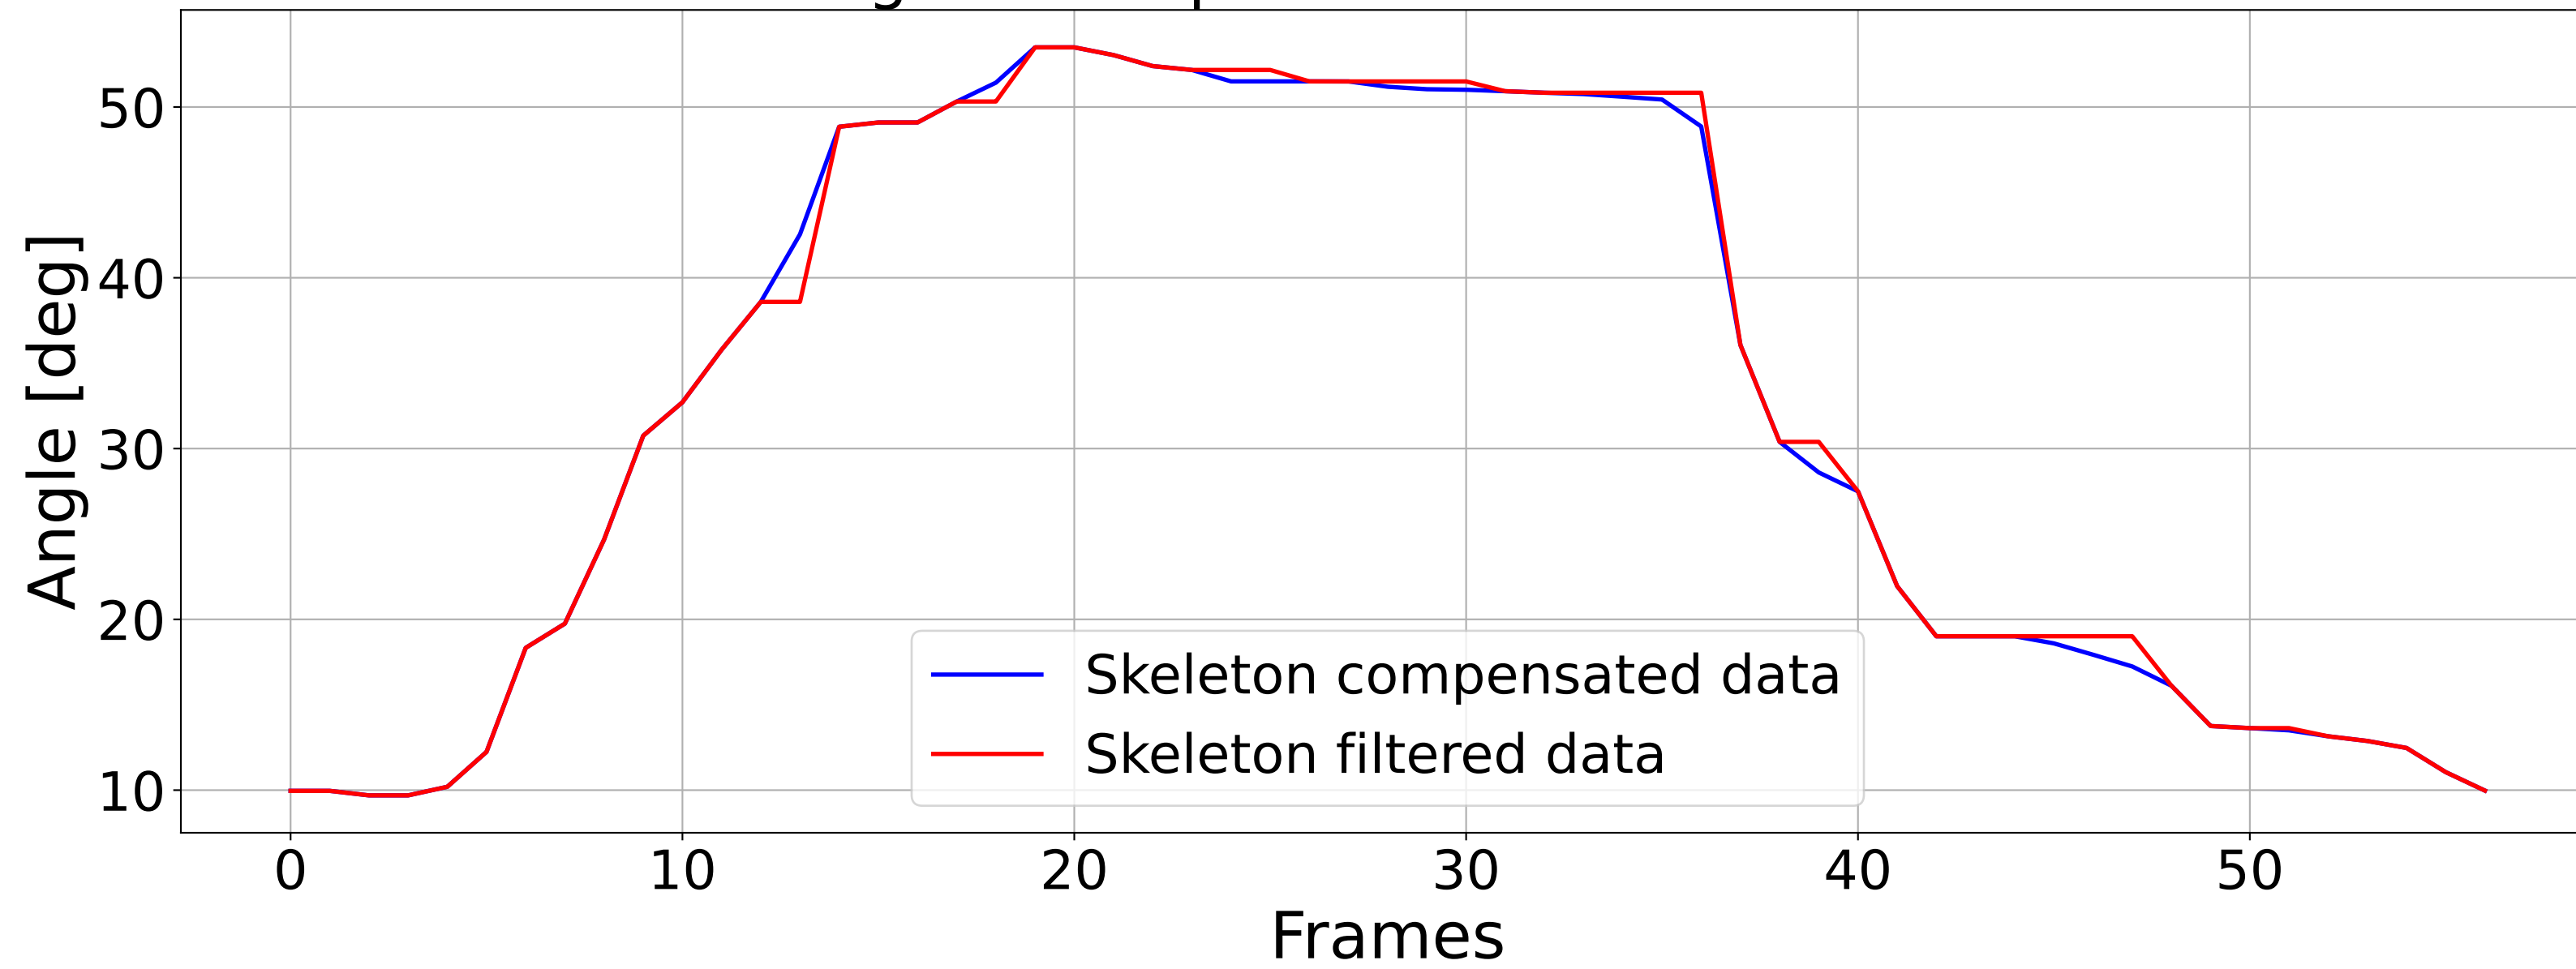 50
40
30
20
10
Angle [deg]
Skeleton compensated data
Skeleton filtered data
0 10 20 30 40 50
Frames